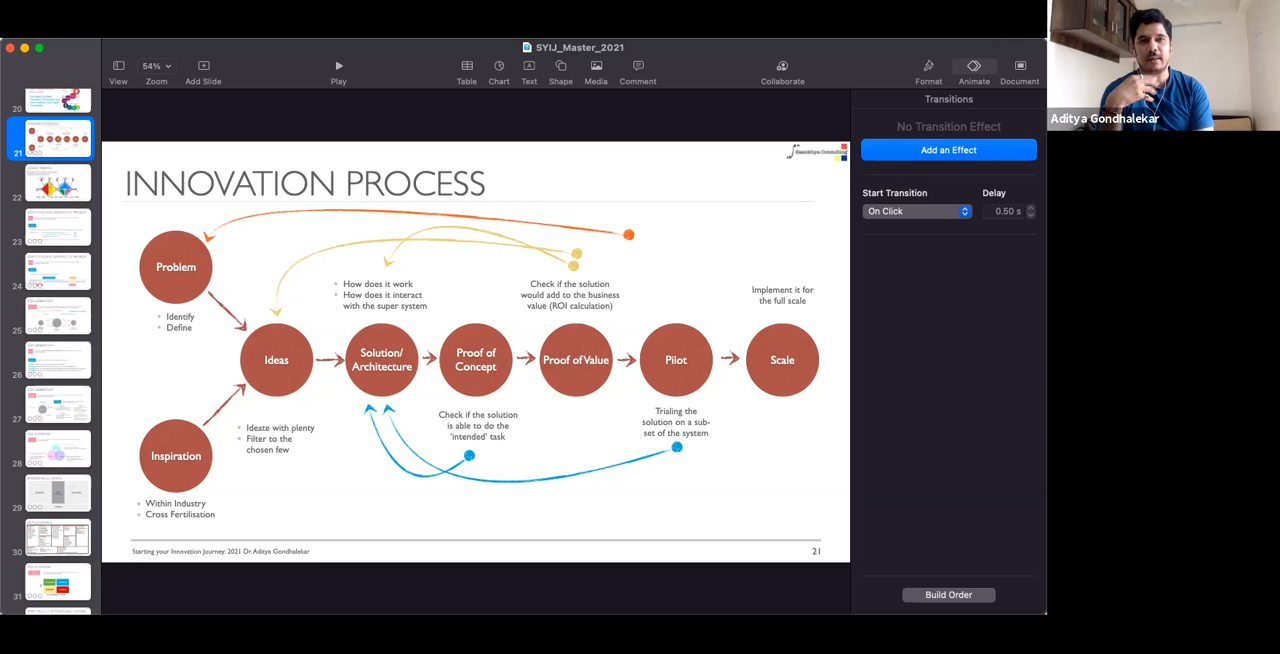 SYIJ_Master_2021
54%
View
Zoom
Add Slide
Play
Table
Chart
Text
Shape
Media
Comment
Collaborate
Format
Animate
Document
Aditya Gondhalekar
20
21
22
23
24
25
26
27
28
29
30
31
Saankhya Consulting
INNOVATION PROCESS
Problem
• Identify
• Define
Inspiration
• Within Industry
• Cross Fertilisation
Ideas
• Ideate with plenty
• Filter to the
chosen few
• How does it work
• How does it interact
with the super system
Solution/
Architecture
Proof of
Concept
Check if the solution
is able to do the
'intended' task
Check if the solution
would add to the business
value (ROI calculation)
Proof of Value
Pilot
Trialing the
solution on a sub-
set of the system
Implement it for
the full scale
Scale
Starting your Innovation Journey: 2021 Dr. Aditya Gondhalekar
21
Transitions
No Transition Effect
Add an Effect
Start Transition
Delay
On Click
0.50 s
Build Order